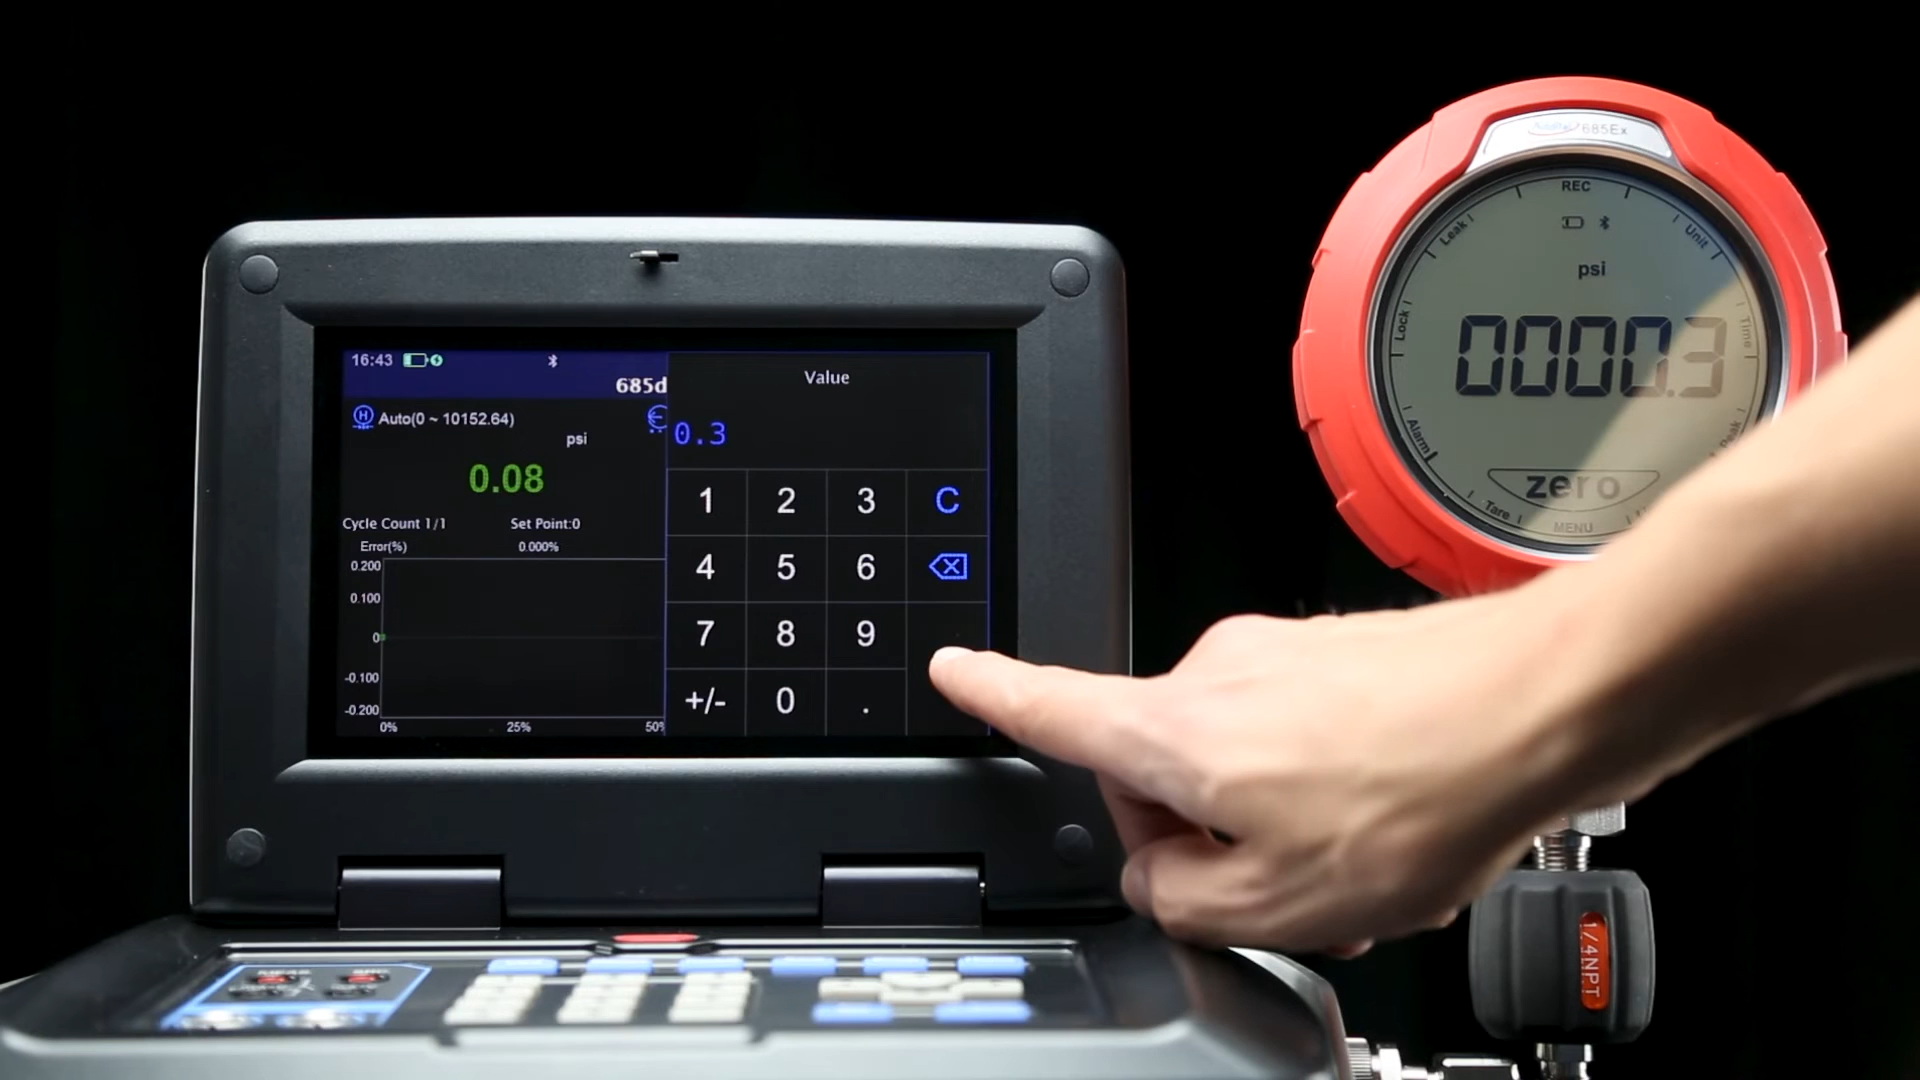 16:43
685d
Auto(0 ~ 10152.64)
psi
0.08
Cycle Count 1/1
Set Point:0
Error(%)
0.000%
0.200
0.100
0
-0.100
-0.200
0%
25%
50%
Value
0.3
1 2 3 C
4 5 6
7 8 9
+/- 0 .
685Ex
REC
Leak
Unit
psi
Lock
Time
0000.3
Alarm
Peak
zero
Tare
MENU
1/4NPT